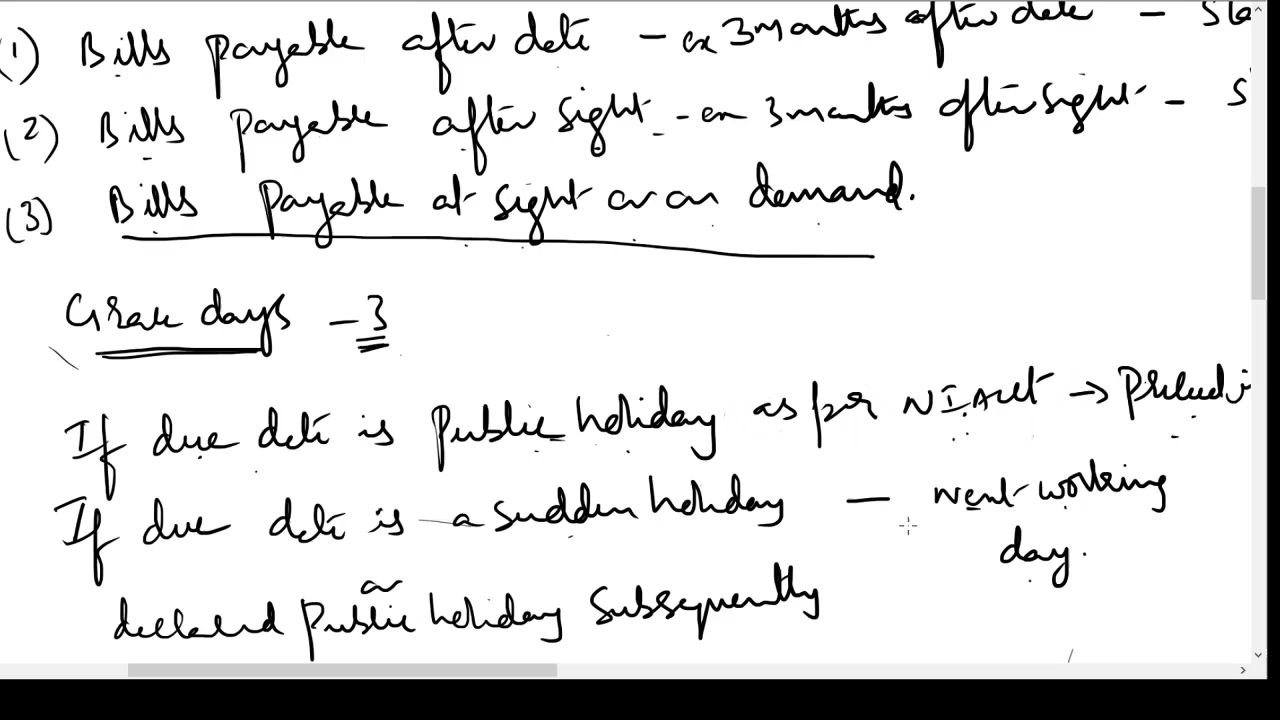 (1) Bills payable after date - ex 3 months after date -
(2) Bills payable after sight - ex 3 months after sight - S
(3) Bills payable at sight or on demand.
Grace days - 3
If due date is Public holiday as per NI Act → Precedi
If due date is a sudden holiday - next working
day.
or
declared Public holiday Subsequently